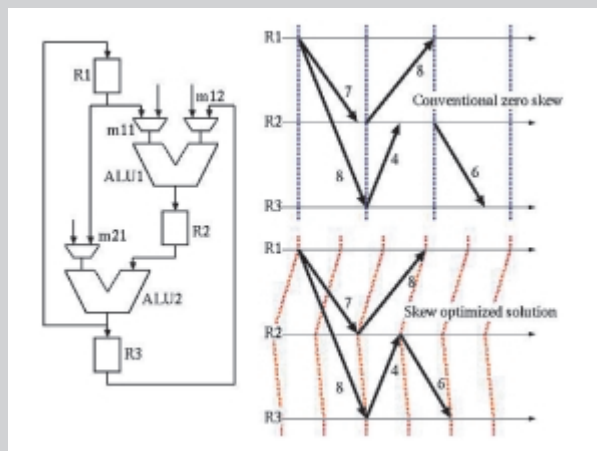 R1
m12
m11
ALU1
R2
m21
ALU2
R3
R1
7
8
Conventional zero skew
R2
8
4
6
R3
R1
7
8
Skew optimized solution
R2
8
4
6
R3